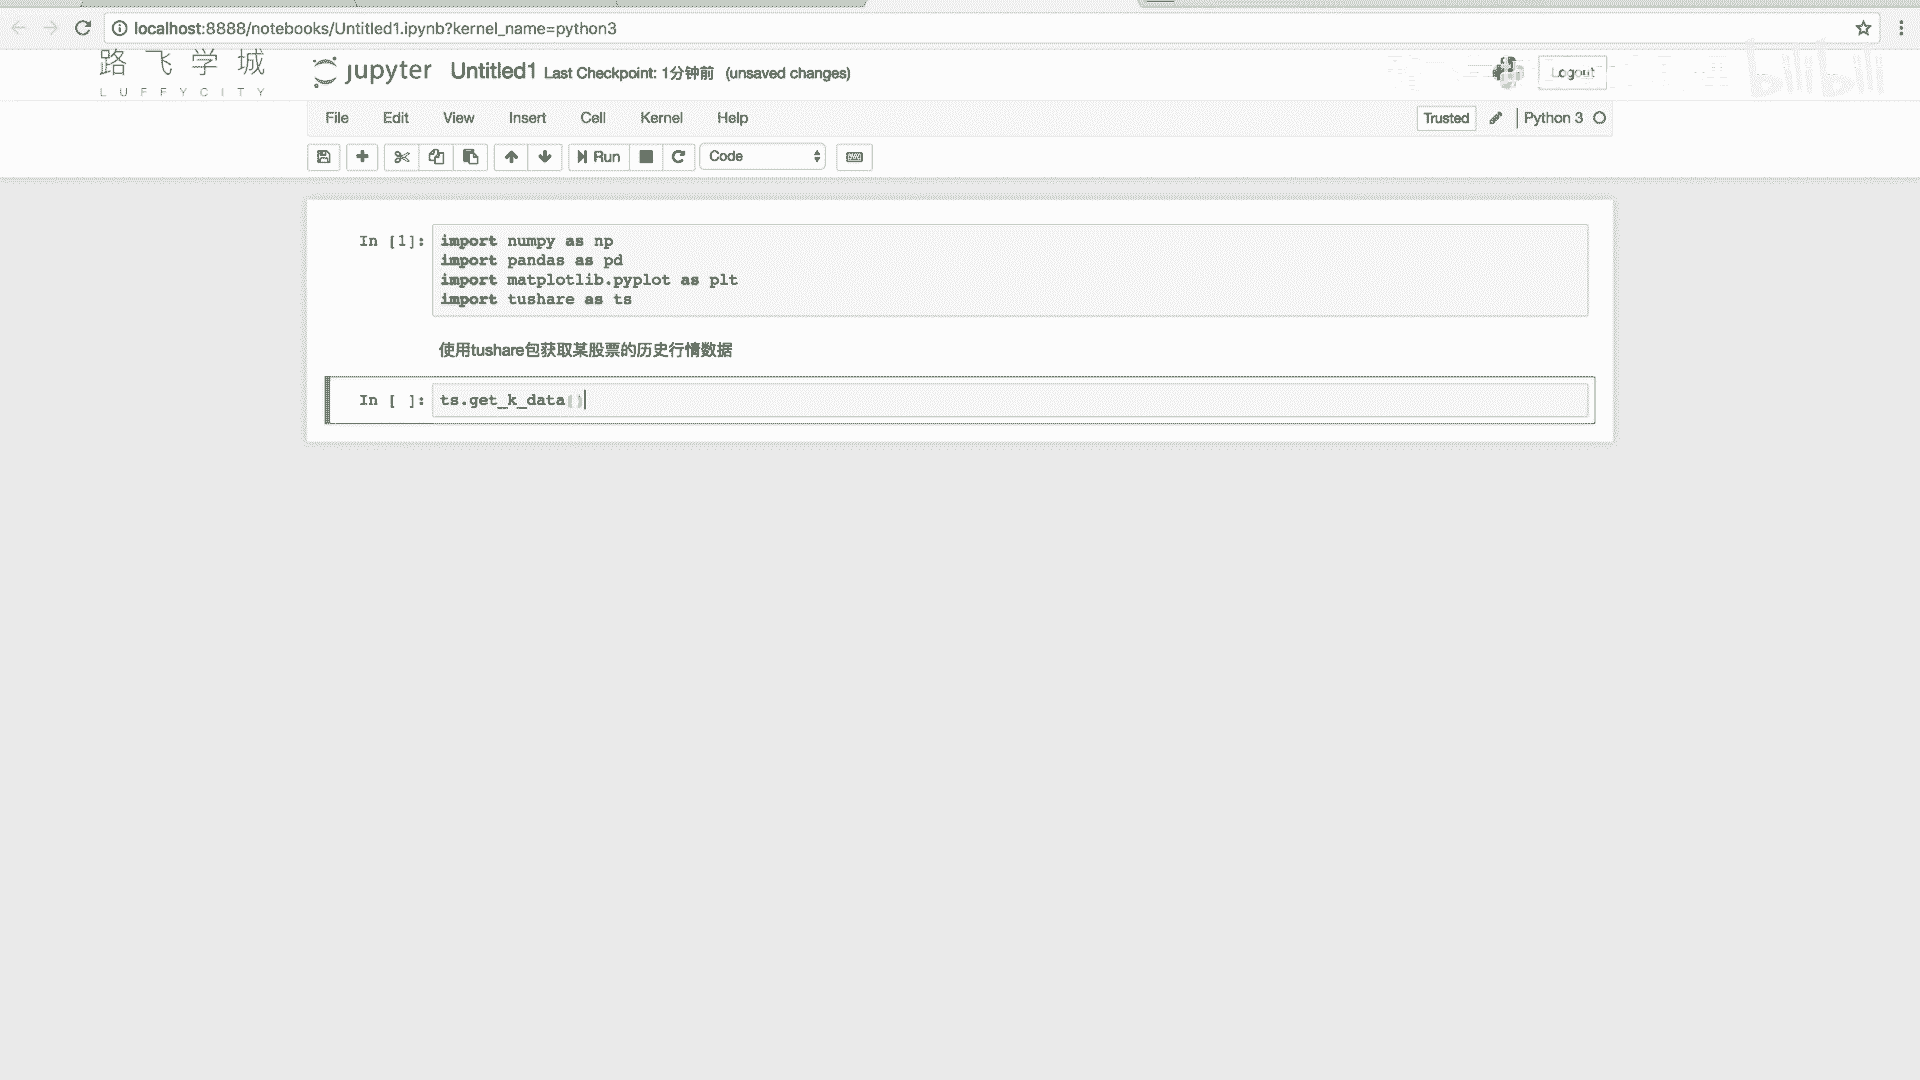 localhost:8888/notebooks/Untitled1.ipynb?kernel_name=python3
路飞学城
LUFFYCITY
jupyter Untitled1 Last Checkpoint: 1分钟前 (unsaved changes)
Logout
bilibili
File Edit View Insert Cell Kernel Help
Trusted
Python 3
Run
Code
In [1]: import numpy as np
import pandas as pd
import matplotlib.pyplot as plt
import tushare as ts
使用tushare包获取某股票的历史行情数据
In [ ]: ts.get_k_data()